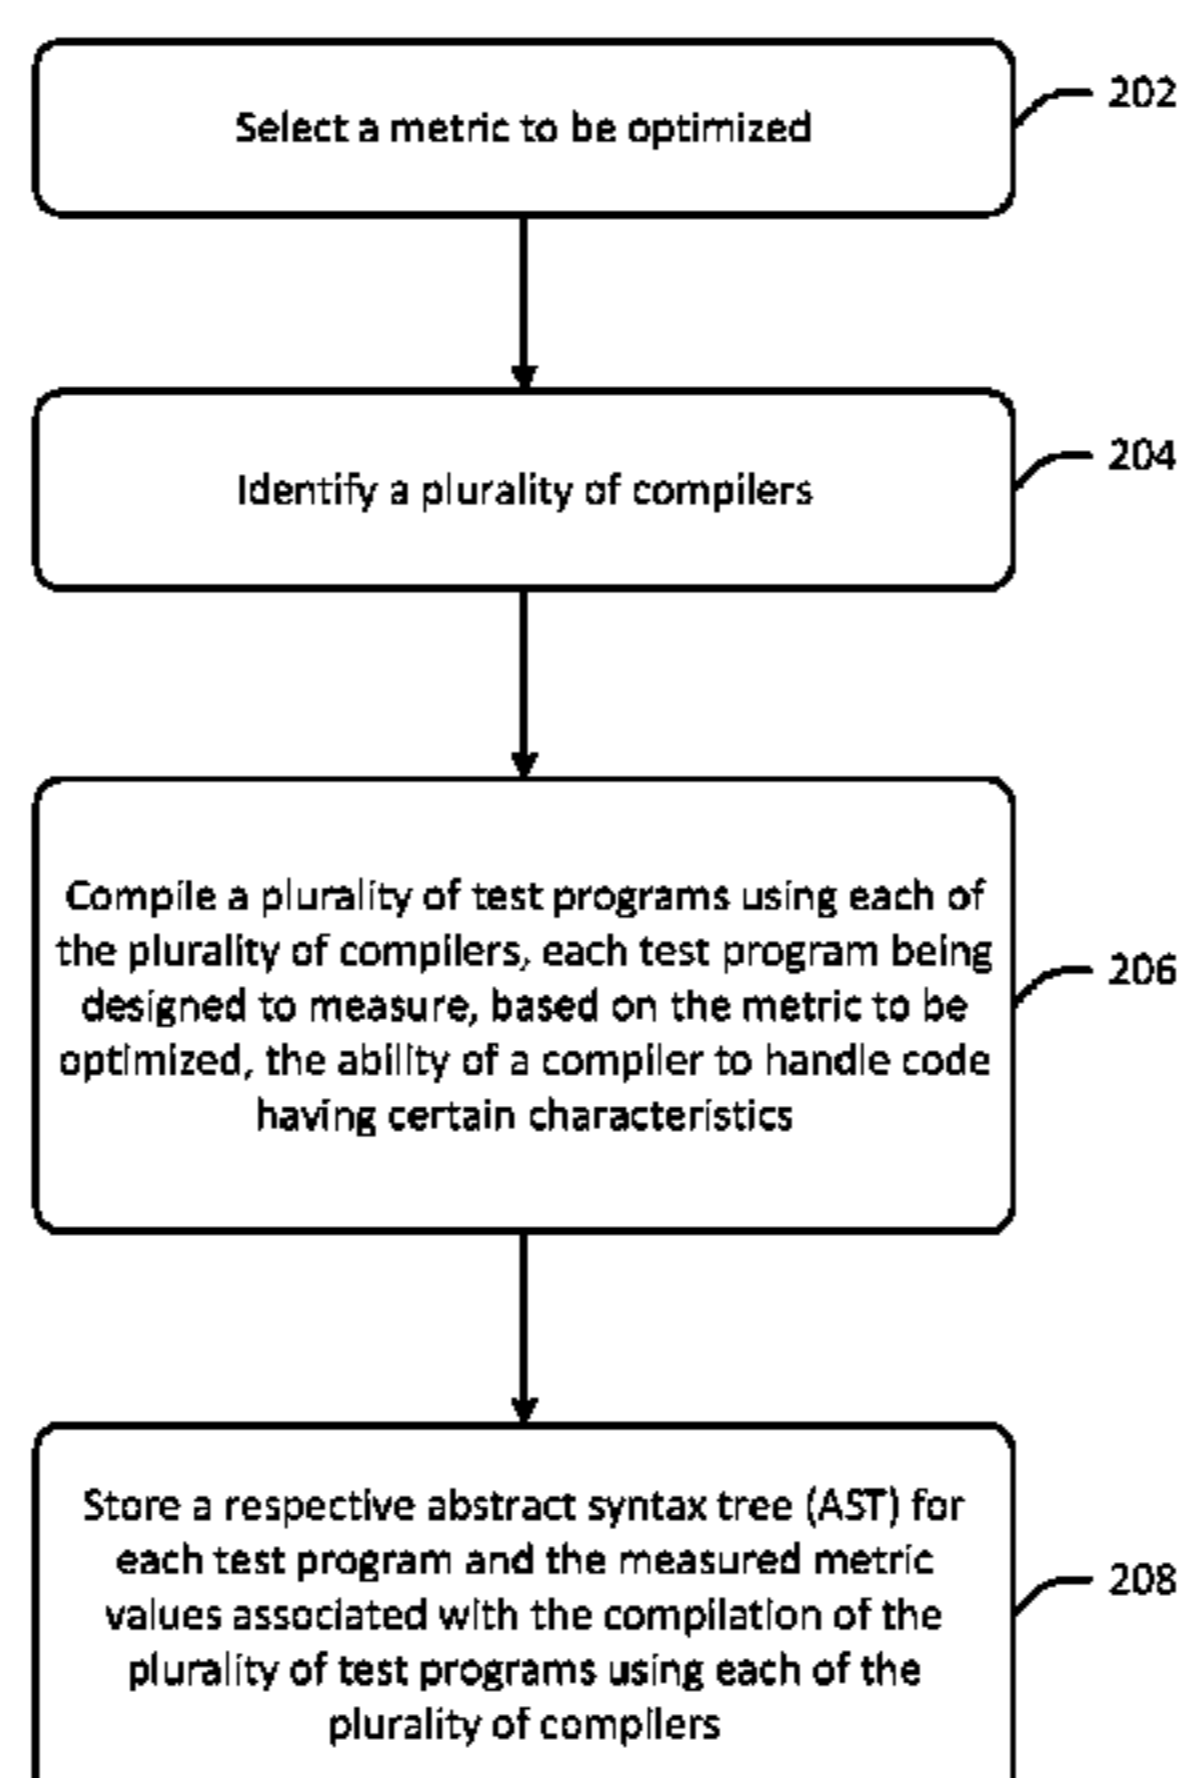 Select a metric to be optimized
202
Identify a plurality of compilers
204
Compile a plurality of test programs using each of
the plurality of compilers, each test program being
designed to measure, based on the metric to be
optimized, the ability of a compiler to handle code
having certain characteristics
206
Store a respective abstract syntax tree (AST) for
each test program and the measured metric
values associated with the compilation of the
plurality of test programs using each of the
plurality of compilers
208